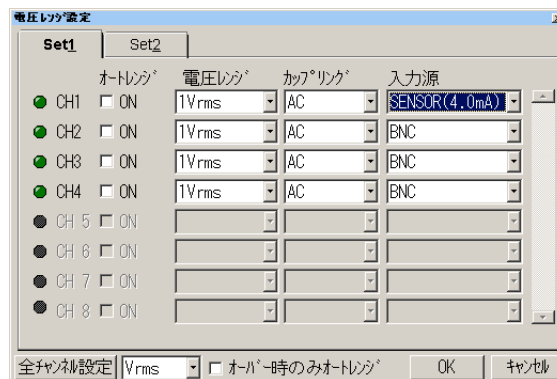 電圧ﾚﾝｼﾞ設定
Set1 Set2
ｵｰﾄﾚﾝｼﾞ 電圧ﾚﾝｼﾞ ｶｯﾌﾟﾘﾝｸﾞ 入力源
CH1 ON 1Vrms AC SENSOR(4.0mA)
CH2 ON 1Vrms AC BNC
CH3 ON 1Vrms AC BNC
CH4 ON 1Vrms AC BNC
CH 5 ON
CH 6 ON
CH 7 ON
CH 8 ON
全ﾁｬﾝﾈﾙ設定 Vrms ｵｰﾊﾞｰ時のみｵｰﾄﾚﾝｼﾞ OK ｷｬﾝｾﾙ